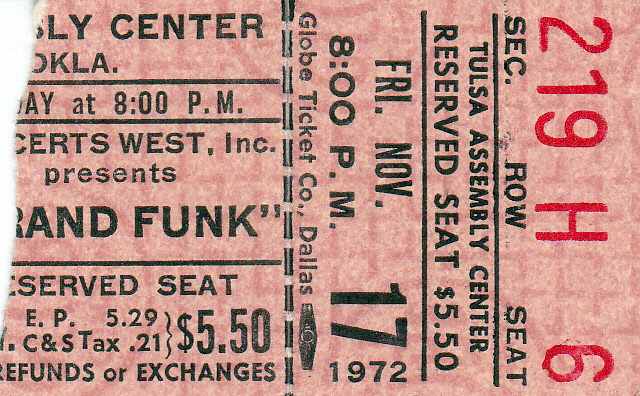 BLY CENTER
OKLA.
DAY at 8:00 P.M.
CERTS WEST, Inc.
presents
RAND FUNK"
ESERVED SEAT
E. P. 5.29
. C&STax .21} $5.50
REFUNDS or EXCHANGES
Globe Ticket Co., Dallas
8:00 P.M.
FRI. NOV. 17
1972
TULSA ASSEMBLY CENTER
RESERVED SEAT $5.50
SEC. ROW SEAT
219 H 6